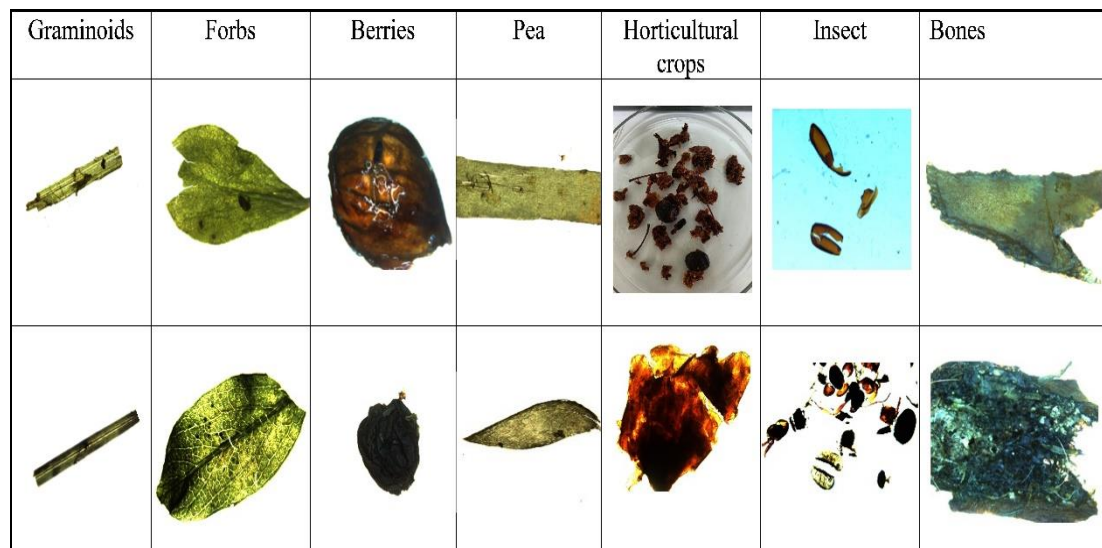 Graminoids
Forbs
Berries
Pea
Horticultural
crops
Insect
Bones